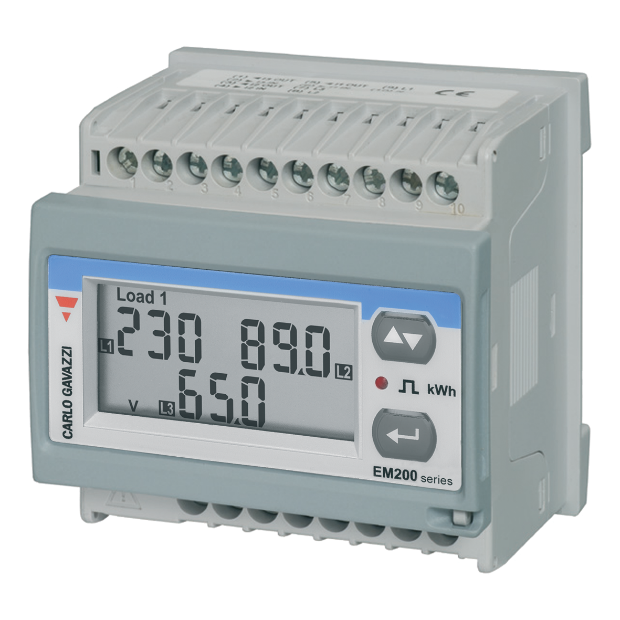 CE
1 2 3 4 5 6 7 8 9 10
Load 1
L1 230 89.0 L2
V L3 65.0
CARLO GAVAZZI
kWh
EM200 series